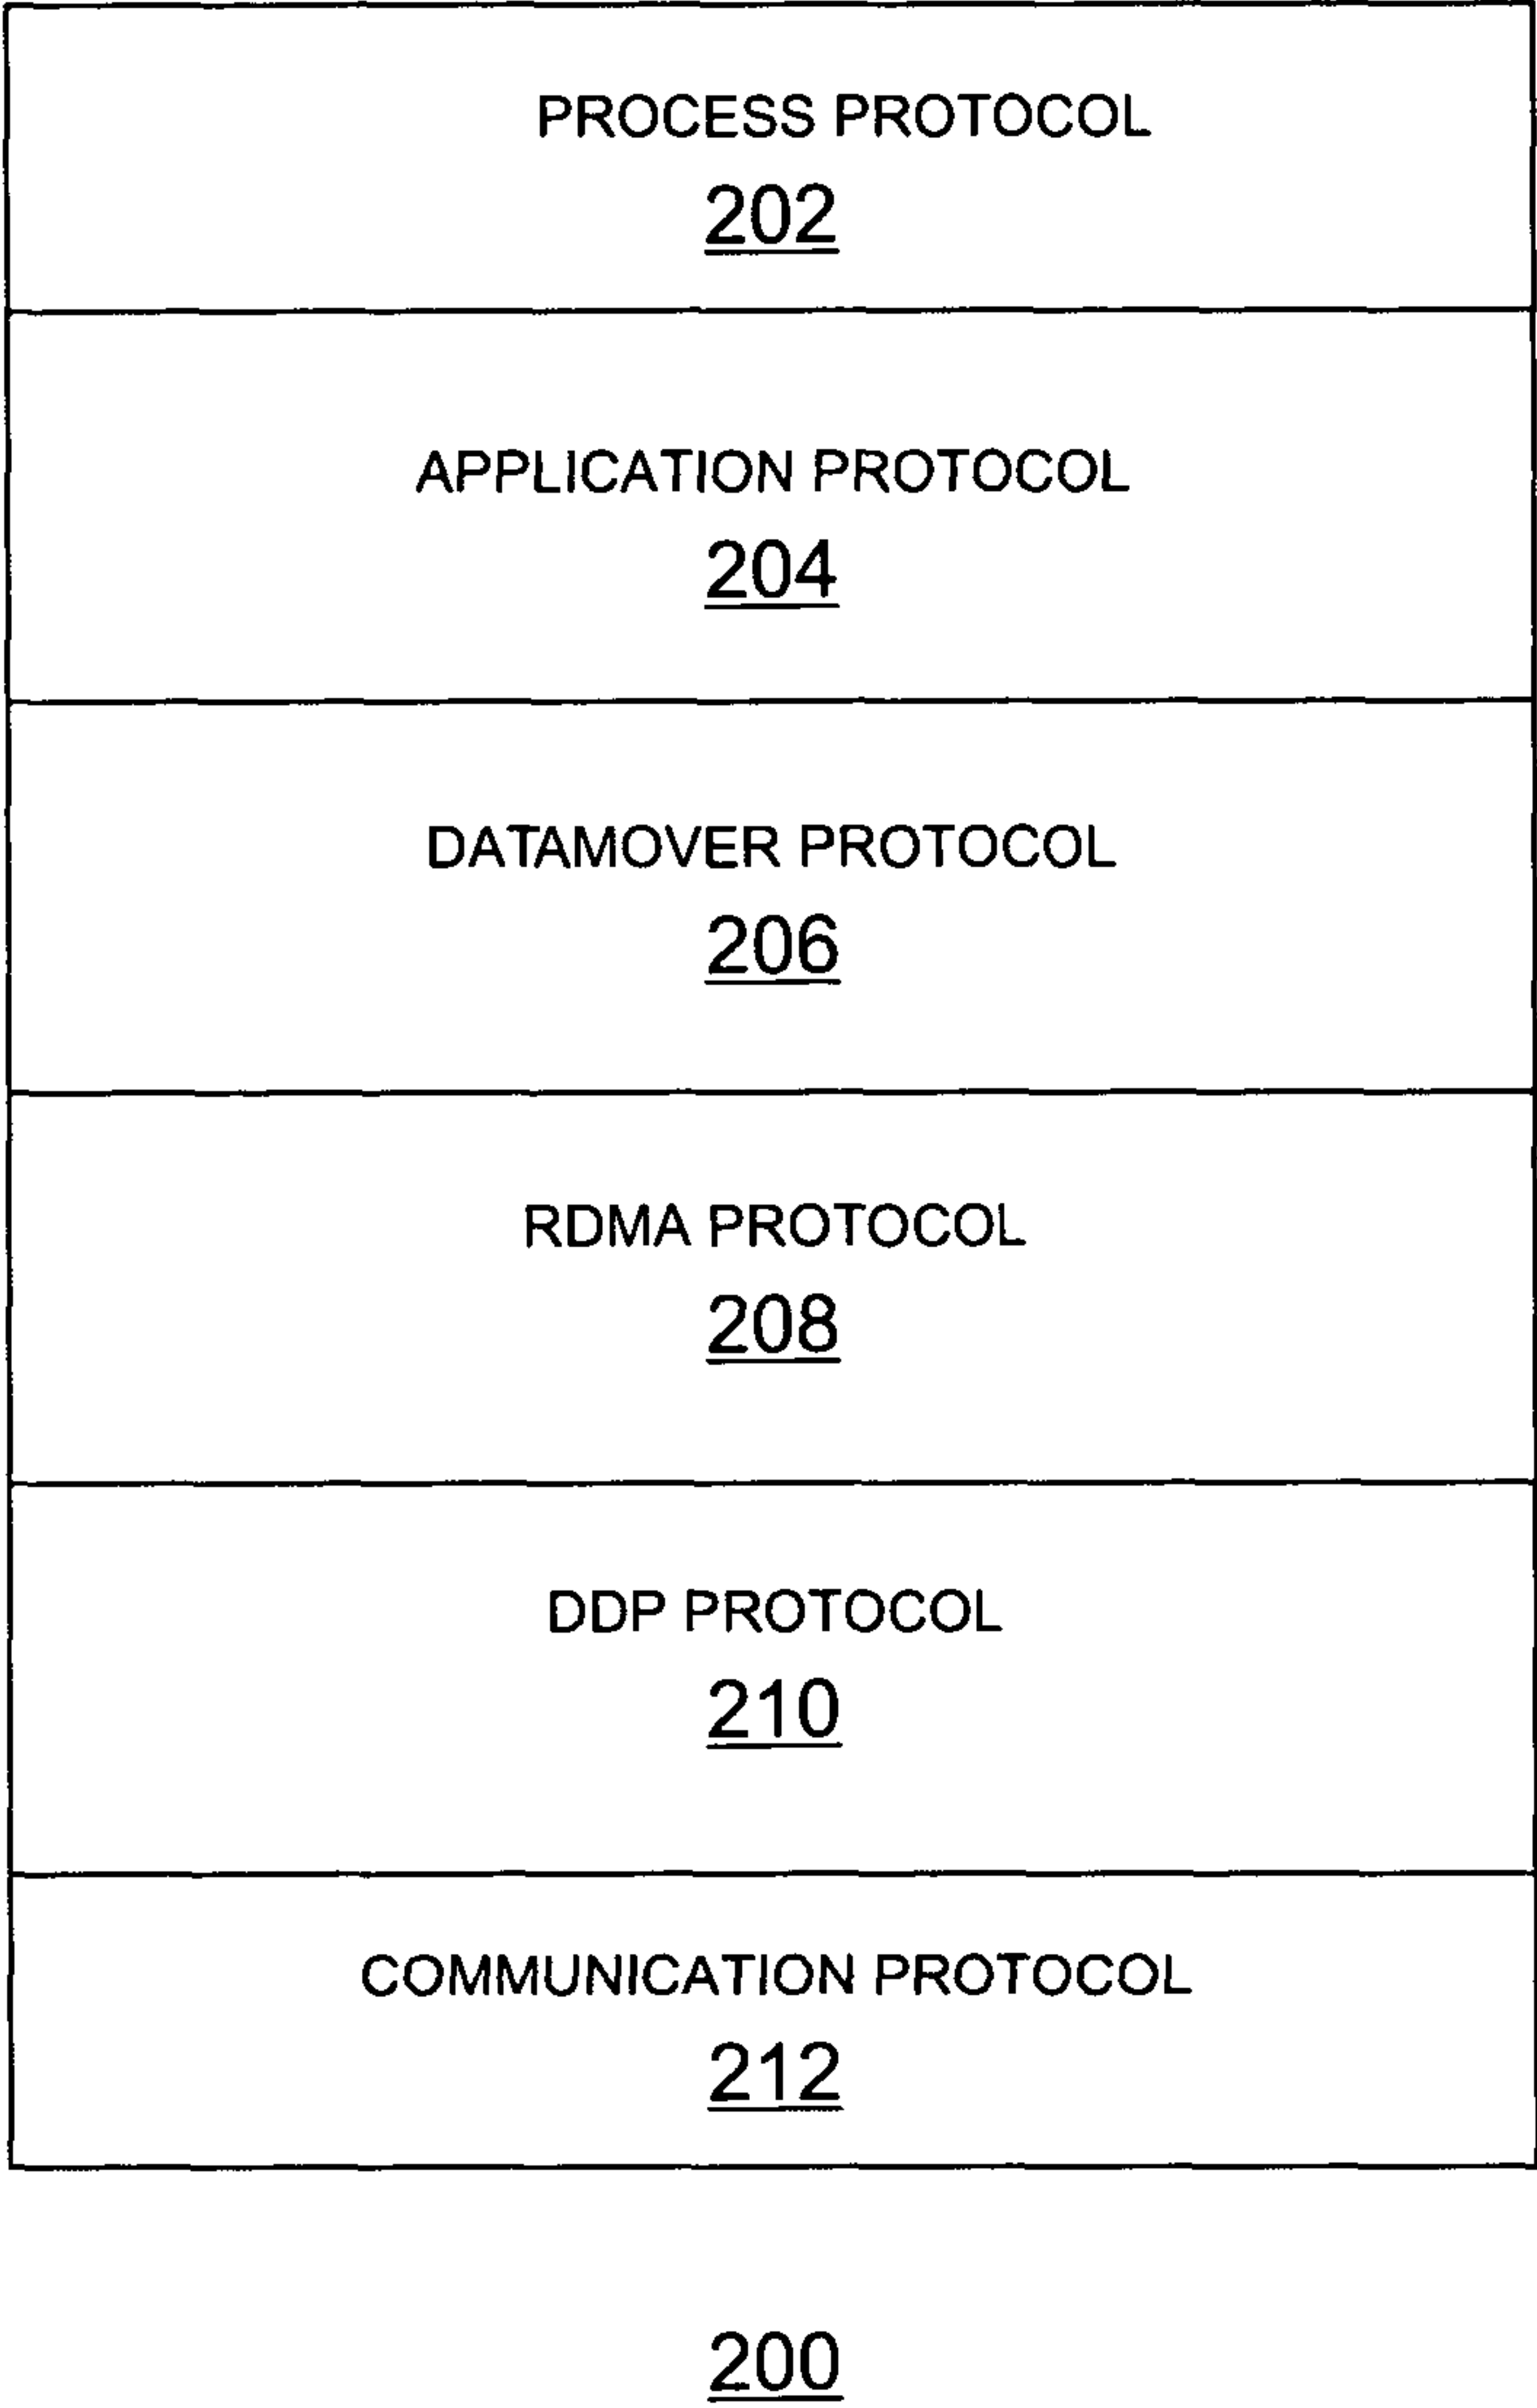 PROCESS PROTOCOL
202
APPLICATION PROTOCOL
204
DATAMOVER PROTOCOL
206
RDMA PROTOCOL
208
DDP PROTOCOL
210
COMMUNICATION PROTOCOL
212
200